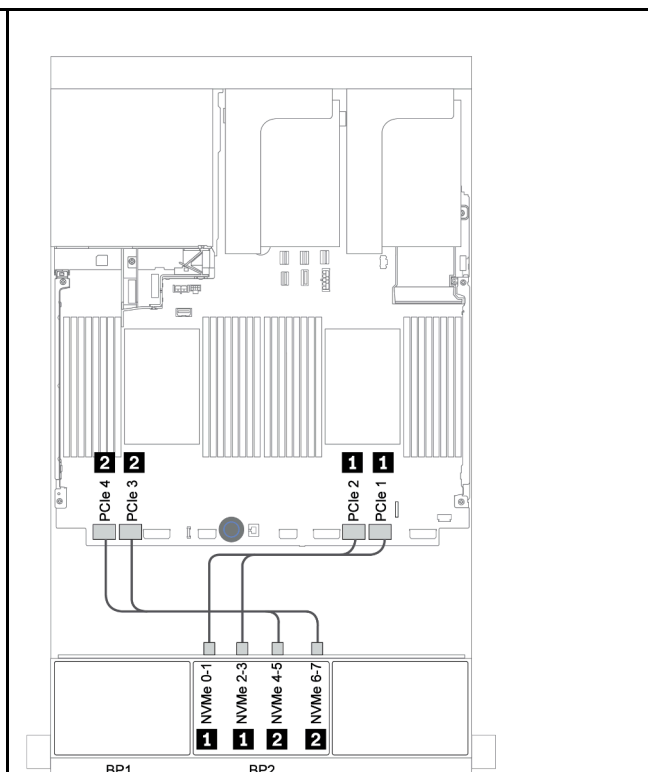 2 2 1 1
PCIe 4 PCIe 3 PCIe 2 PCIe 1
NVMe 0-1 NVMe 2-3 NVMe 4-5 NVMe 6-7
1 1 2 2
BP1 BP2